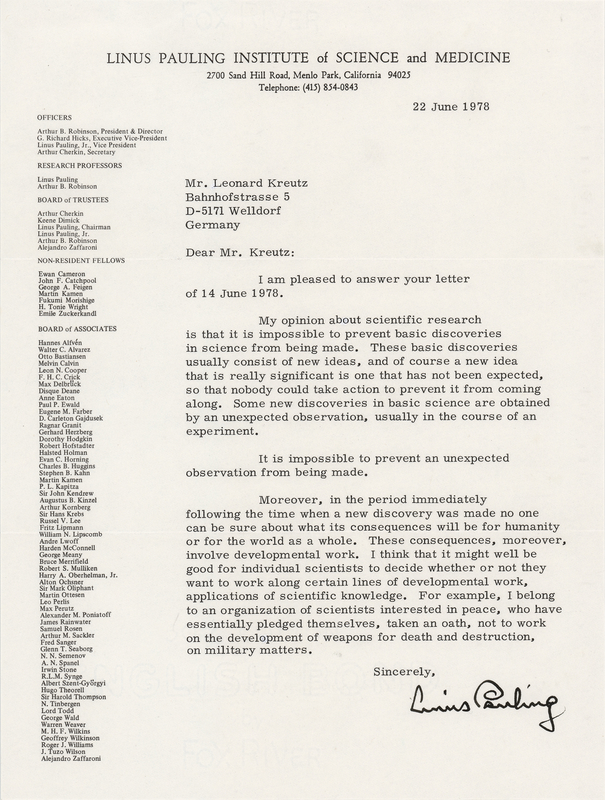 LINUS PAULING INSTITUTE of SCIENCE and MEDICINE
2700 Sand Hill Road, Menlo Park, California 94025
Telephone: (415) 854-0843
22 June 1978
OFFICERS
Arthur B. Robinson, President & Director
G. Richard Hicks, Executive Vice-President
Linus Pauling, Jr., Vice President
Arthur Cherkin, Secretary
RESEARCH PROFESSORS
Linus Pauling
Arthur B. Robinson
BOARD of TRUSTEES
Arthur Cherkin
Keene Dimick
Linus Pauling, Chairman
Linus Pauling, Jr.
Arthur B. Robinson
Alejandro Zaffaroni
NON-RESIDENT FELLOWS
Ewan Cameron
John F. Catchpool
George A. Feigen
Martin Kamen
Fukumi Morishige
H. Tonie Wright
Emile Zuckerkandl
BOARD of ASSOCIATES
Hannes Alfvén
Walter C. Alvarez
Otto Bastiansen
Melvin Calvin
Leon N. Cooper
F. H. C. Crick
Max Delbrück
Disque Deane
Anne Eaton
Paul P. Ewald
Eugene M. Farber
D. Carleton Gajdusek
Ragnar Granit
Gerhard Herzberg
Dorothy Hodgkin
Robert Hofstadter
Halsted Holman
Evan C. Horning
Charles B. Huggins
Stephen B. Kahn
Martin Kamen
P. L. Kapitza
Sir John Kendrew
Augustus B. Kinzel
Arthur Kornberg
Sir Hans Krebs
Russel V. Lee
Fritz Lipmann
William N. Lipscomb
Andre Lwoff
Harden McConnell
George Meany
Bruce Merrifield
Robert S. Mulliken
Harry A. Oberhelman, Jr.
Alton Ochsner
Sir Mark Oliphant
Martin Ottesen
Leo Perlis
Max Perutz
Alexander M. Poniatoff
James Rainwater
Samuel Rosen
Arthur M. Sackler
Fred Sanger
Glenn T. Seaborg
N. N. Semenov
A. N. Spanel
Irwin Stone
R.L.M. Synge
Albert Szent-Györgyi
Hugo Theorell
Sir Harold Thompson
N. Tinbergen
Lord Todd
George Wald
Warren Weaver
M. H. F. Wilkins
Geoffrey Wilkinson
Roger J. Williams
J. Tuzo Wilson
Alejandro Zaffaroni
Mr. Leonard Kreutz
Bahnhofstrasse 5
D-5171 Welldorf
Germany
Dear Mr. Kreutz:
I am pleased to answer your letter
of 14 June 1978.
My opinion about scientific research
is that it is impossible to prevent basic discoveries
in science from being made. These basic discoveries
usually consist of new ideas, and of course a new idea
that is really significant is one that has not been expected,
so that nobody could take action to prevent it from coming
along. Some new discoveries in basic science are obtained
by an unexpected observation, usually in the course of an
experiment.
It is impossible to prevent an unexpected
observation from being made.
Moreover, in the period immediately
following the time when a new discovery was made no one
can be sure about what its consequences will be for humanity
or for the world as a whole. These consequences, moreover,
involve developmental work. I think that it might well be
good for individual scientists to decide whether or not they
want to work along certain lines of developmental work,
applications of scientific knowledge. For example, I belong
to an organization of scientists interested in peace, who have
essentially pledged themselves, taken an oath, not to work
on the development of weapons for death and destruction,
on military matters.
Sincerely,
Linus Pauling